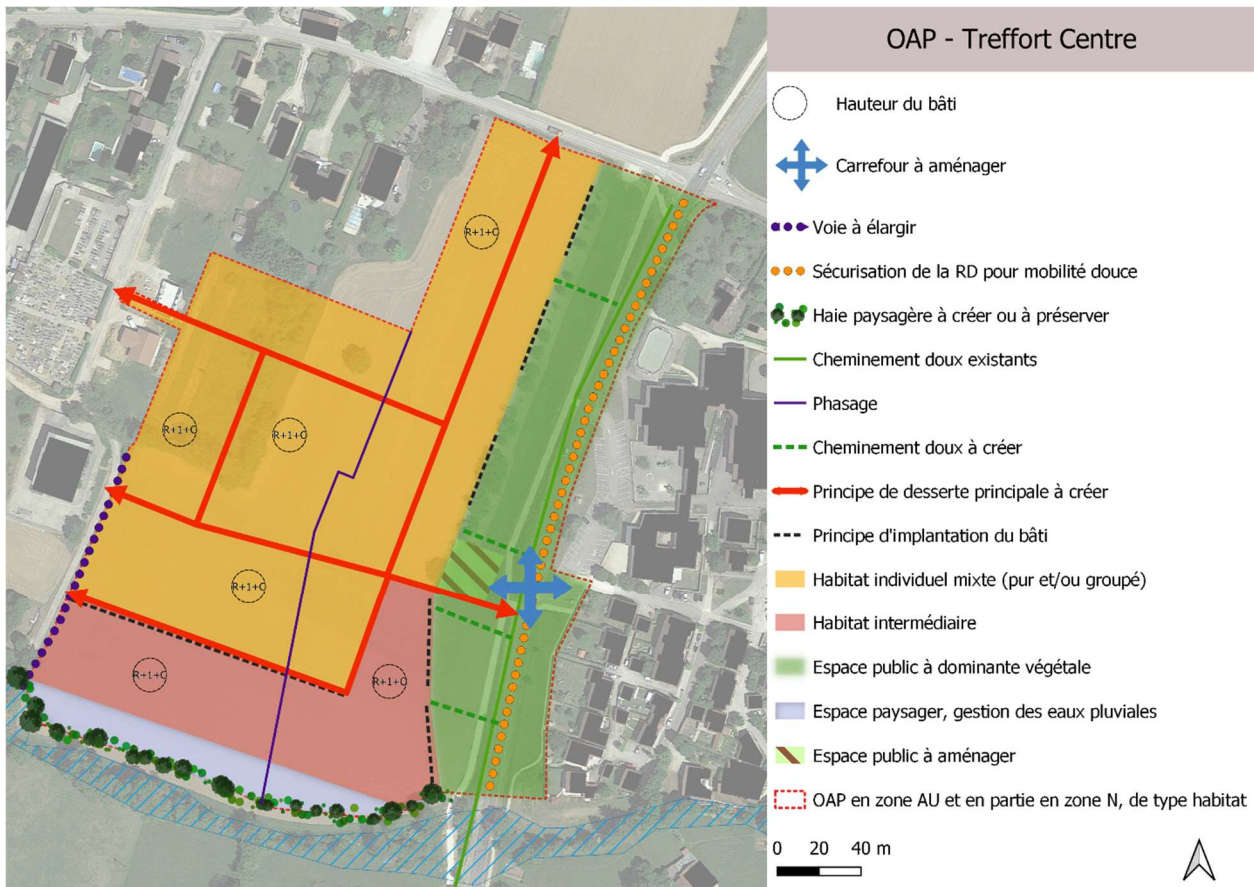 OAP - Treffort Centre
Hauteur du bâti
Carrefour à aménager
Voie à élargir
Sécurisation de la RD pour mobilité douce
Haie paysagère à créer ou à préserver
Cheminement doux existants
Phasage
Cheminement doux à créer
Principe de desserte principale à créer
Principe d'implantation du bâti
Habitat individuel mixte (pur et/ou groupé)
Habitat intermédiaire
Espace public à dominante végétale
Espace paysager, gestion des eaux pluviales
Espace public à aménager
OAP en zone AU et en partie en zone N, de type habitat
0 20 40 m
R+1+C
R+1+C
R+1+C
R+1+C
R+1+C
R+1+C